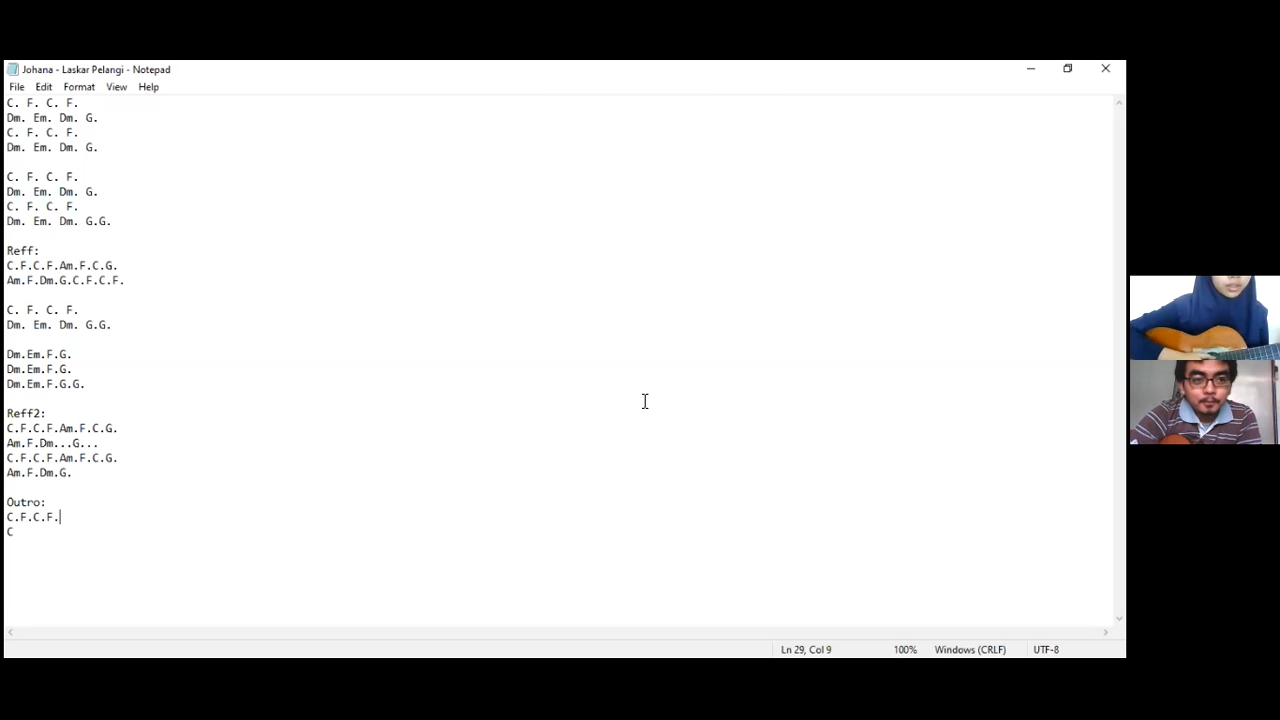 Johana - Laskar Pelangi - Notepad
File Edit Format View Help
C. F. C. F.
Dm. Em. Dm. G.
C. F. C. F.
Dm. Em. Dm. G.
C. F. C. F.
Dm. Em. Dm. G.
C. F. C. F.
Dm. Em. Dm. G.G.
Reff:
C.F.C.F.Am.F.C.G.
Am.F.Dm.G.C.F.C.F.
C. F. C. F.
Dm. Em. Dm. G.G.
Dm.Em.F.G.
Dm.Em.F.G.
Dm.Em.F.G.G.
Reff2:
C.F.C.F.Am.F.C.G.
Am.F.Dm...G...
C.F.C.F.Am.F.C.G.
Am.F.Dm.G.
Outro:
C.F.C.F.
C
Ln 29, Col 9 100% Windows (CRLF) UTF-8